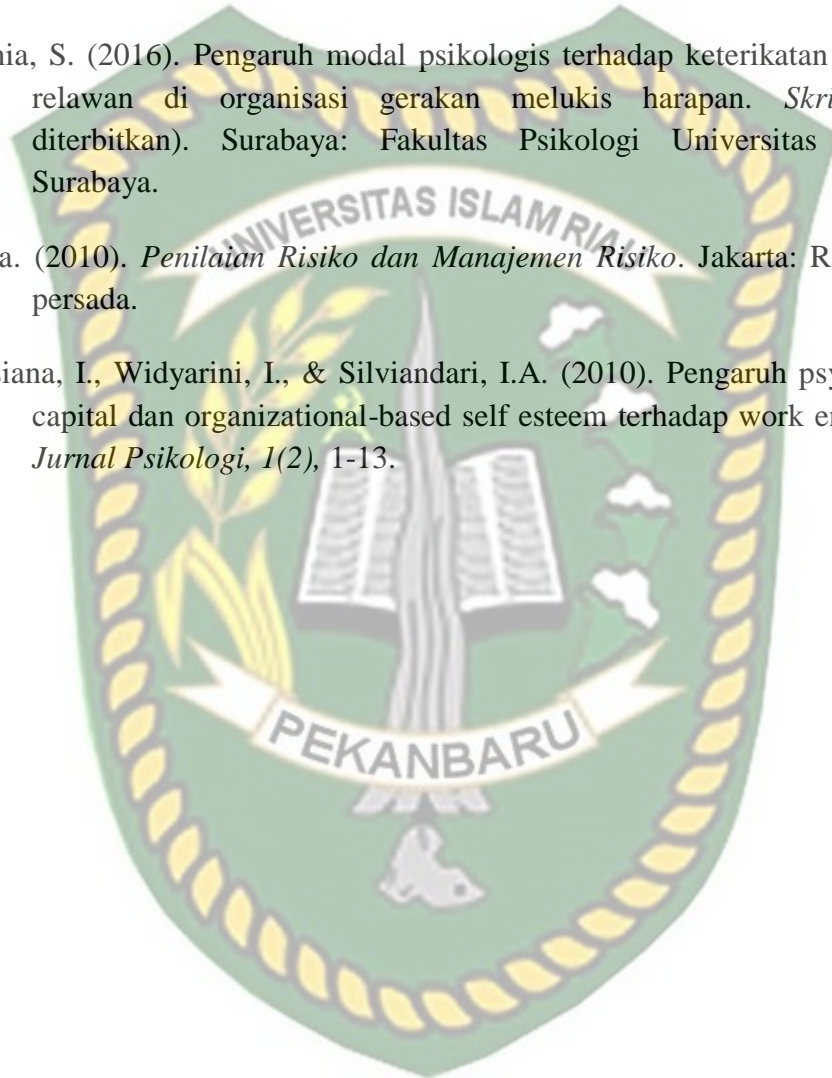 nia, S. (2016). Pengaruh modal psikologis terhadap keterikatan
relawan di organisasi gerakan melukis harapan. Skri
diterbitkan). Surabaya: Fakultas Psikologi Universitas
Surabaya.
UNIVERSITAS ISLAM RIAU
a. (2010). Penilaian Risiko dan Manajemen Risiko. Jakarta: R
persada.
iana, I., Widyarini, I., & Silviandari, I.A. (2010). Pengaruh psy
capital dan organizational-based self esteem terhadap work en
Jurnal Psikologi, 1(2), 1-13.
PEKANBARU